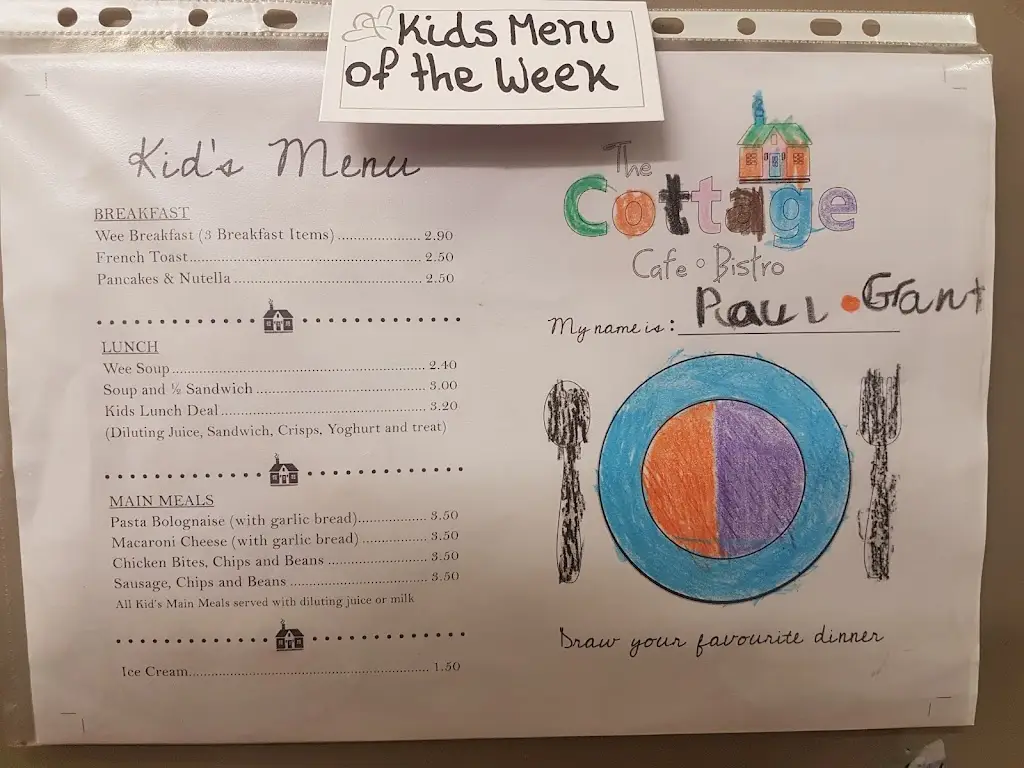 Kids Menu
of the Week
Kid's Menu
BREAKFAST
Wee Breakfast (3 Breakfast Items)..................... 2.90
French Toast........................................................... 2.50
Pancakes & Nutella ................................................ 2.50
LUNCH
Wee Soup................................................................ 2.40
Soup and ½ Sandwich .......................................... 3.00
Kids Lunch Deal.................................................... 3.20
(Diluting Juice, Sandwich, Crisps, Yoghurt and treat)
MAIN MEALS
Pasta Bolognaise (with garlic bread)....................... 3.50
Macaroni Cheese (with garlic bread) ...................... 3.50
Chicken Bites, Chips and Beans ............................. 3.50
Sausage, Chips and Beans ...................................... 3.50
All Kid's Main Meals served with diluting juice or milk
Ice Cream............................................................... 1.50
The
Cottage
Cafe ∘ Bistro
My name is : Raul • Grant
Draw your favourite dinner